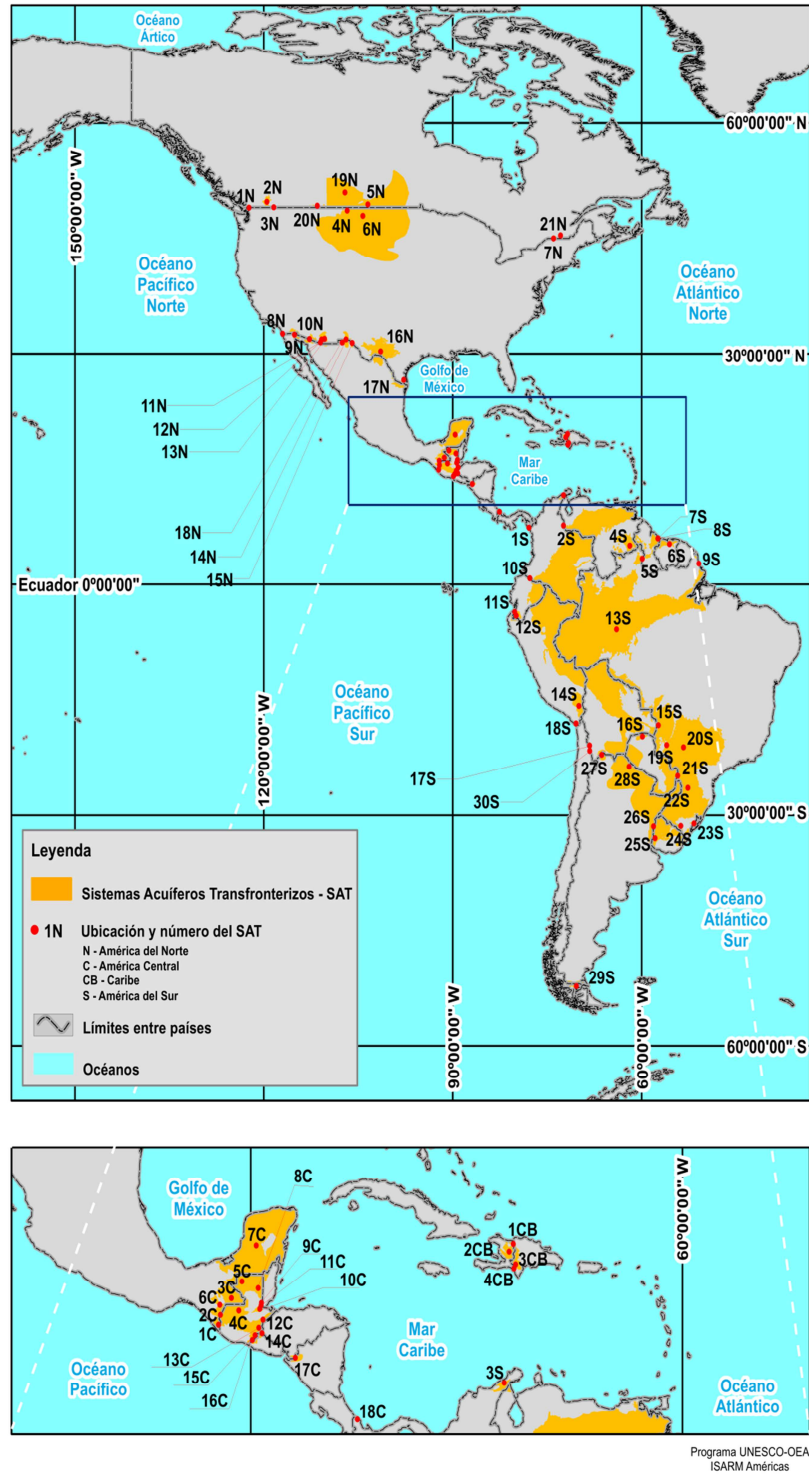 Océano
Ártico
60º00'00" N
150º00'00" W
19N
2N
5N
1N
3N
20N
4N
6N
21N
7N
Océano
Pacífico
Norte
Océano
Atlántico
Norte
8N
10N
9N
16N
30º00'00" N
Golfo de
México
17N
11N
12N
13N
Mar
Caribe
18N
14N
15N
7S
8S
1S
2S
4S
6S
5S
9S
Ecuador 0º00'00"
10S
11S
12S
13S
120º00'00" W
Océano
Pacífico
Sur
14S
15S
18S
16S
20S
19S
17S
27S
21S
28S
30S
22S
30º00'00" S
26S
23S
24S
25S
Océano
Atlántico
Sur
Leyenda
Sistemas Acuíferos Transfronterizos - SAT
1N Ubicación y número del SAT
N - América del Norte
C - América Central
CB - Caribe
S - América del Sur
Límites entre países
Océanos
29S
90º00'00" W
60º00'00" W
60º00'00" S
8C
Golfo de
México
60º00'00" W
7C
1CB
9C
2CB
5C
11C
3CB
3C
10C
4CB
6C
2C
4C
12C
1C
14C
13C
Mar
Caribe
15C
17C
Océano
Pacífico
3S
16C
18C
Océano
Atlántico
Programa UNESCO-OEA
ISARM Américas